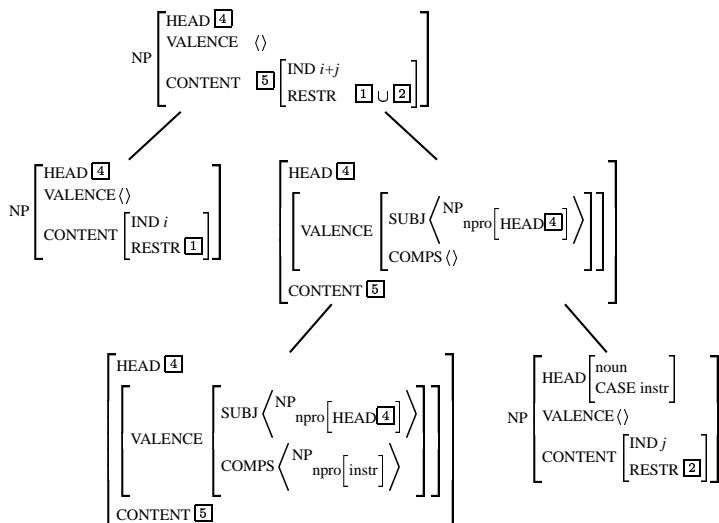 NP [HEAD 4
VALENCE ⟨⟩
CONTENT 5 [IND i+j
RESTR 1 ∪ 2]]
NP [HEAD 4
VALENCE ⟨⟩
CONTENT [IND i
RESTR 1]]
[HEAD 4
[VALENCE [SUBJ ⟨NP npro[HEAD 4]⟩
COMPS ⟨⟩]]
CONTENT 5]
[HEAD 4
[VALENCE [SUBJ ⟨NP npro[HEAD 4]⟩
COMPS ⟨NP npro[instr]⟩]]
CONTENT 5]
NP [HEAD [noun
CASE instr]
VALENCE ⟨⟩
CONTENT [IND j
RESTR 2]]